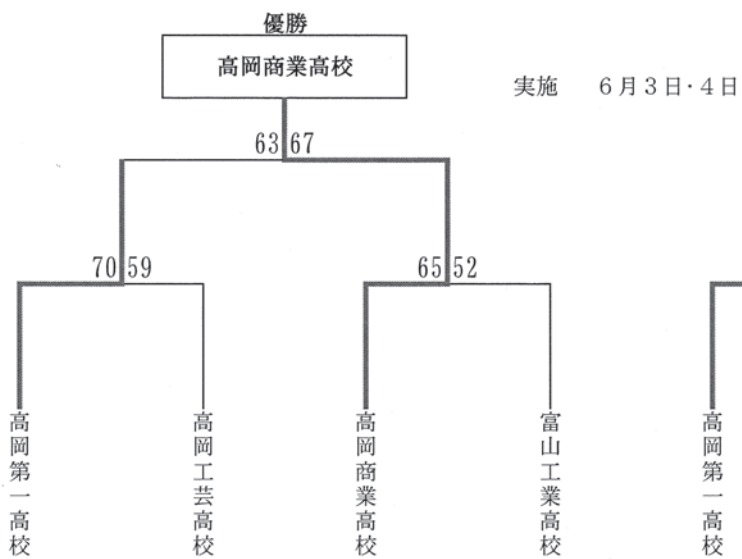 優勝
高岡商業高校
実施 6月3日・4日
63 67
70 59
65 52
高岡第一高校
高岡工芸高校
高岡商業高校
富山工業高校
高岡第一高校